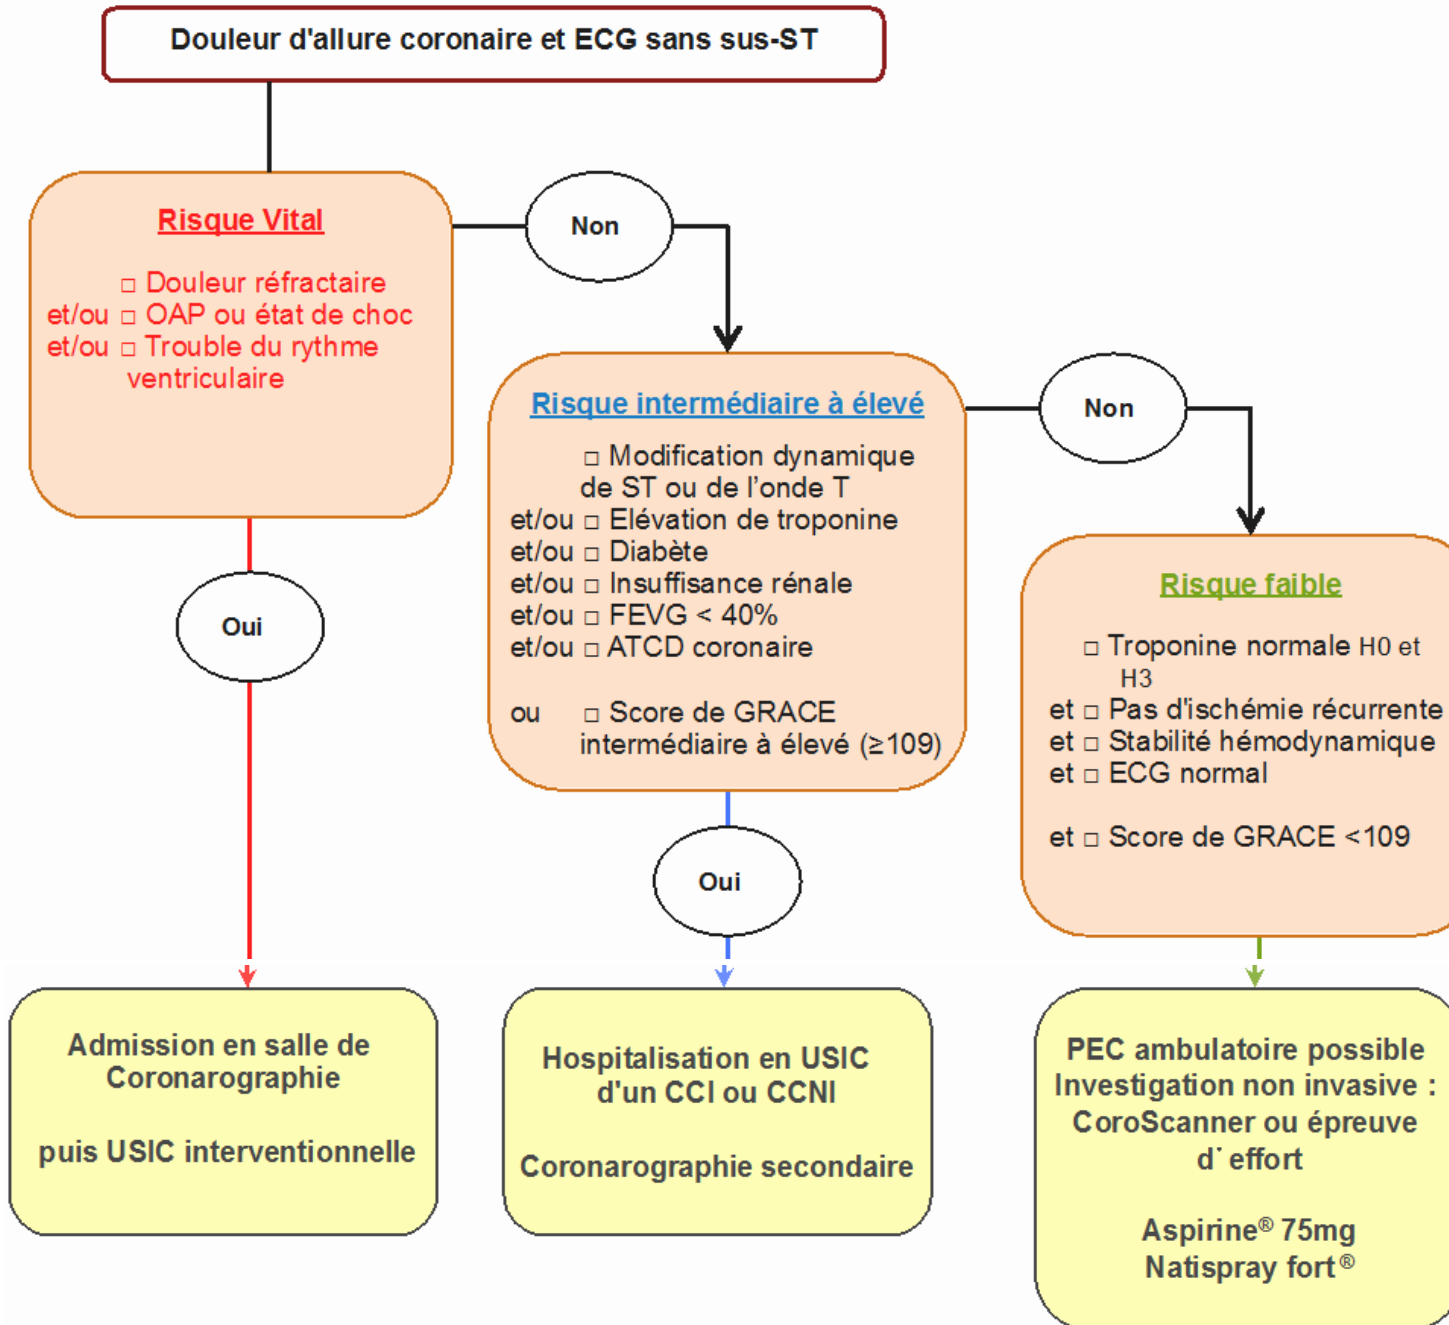 Douleur d'allure coronaire et ECG sans sus-ST
Risque Vital
□ Douleur réfractaire
et/ou □ OAP ou état de choc
et/ou □ Trouble du rythme
ventriculaire
Non
Risque intermédiaire à élevé
□ Modification dynamique
de ST ou de l'onde T
et/ou □ Elévation de troponine
et/ou □ Diabète
et/ou □ Insuffisance rénale
et/ou □ FEVG < 40%
et/ou □ ATCD coronaire
ou □ Score de GRACE
intermédiaire à élevé (≥109)
Non
Risque faible
□ Troponine normale H0 et
H3
et □ Pas d'ischémie récurrente
et □ Stabilité hémodynamique
et □ ECG normal
et □ Score de GRACE <109
Oui
Oui
Admission en salle de
Coronarographie
puis USIC interventionnelle
Hospitalisation en USIC
d'un CCI ou CCNI
Coronarographie secondaire
PEC ambulatoire possible
Investigation non invasive :
CoroScanner ou épreuve
d' effort
Aspirine® 75mg
Natispray fort®